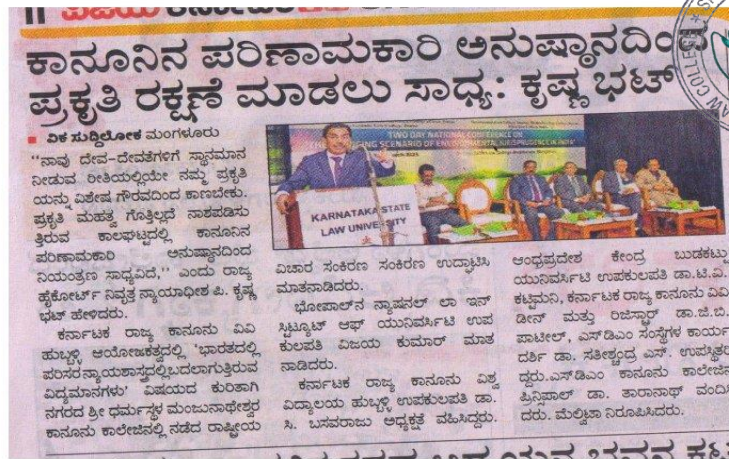 ವಿಜಯ ಕರ್ನಾಟಕ
ಕಾನೂನಿನ ಪರಿಣಾಮಕಾರಿ ಅನುಷ್ಠಾನದಿಂದ
ಪ್ರಕೃತಿ ರಕ್ಷಣೆ ಮಾಡಲು ಸಾಧ್ಯ: ಕೃಷ್ಣ ಭಟ್
ವಿಕ ಸುದ್ದಿಲೋಕ ಮಂಗಳೂರು
"ನಾವು ದೇವ-ದೇವತೆಗಳಿಗೆ ಸ್ಥಾನಮಾನ
ನೀಡುವ ರೀತಿಯಲ್ಲಿಯೇ ನಮ್ಮ ಪ್ರಕೃತಿ
ಯನ್ನು ವಿಶೇಷ ಗೌರವದಿಂದ ಕಾಣಬೇಕು.
ಪ್ರಕೃತಿ ಮಹತ್ವ ಗೊತ್ತಿಲ್ಲದೆ ನಾಶಪಡಿಸು
ತ್ತಿರುವ ಕಾಲಘಟ್ಟದಲ್ಲಿ ಕಾನೂನಿನ
ಪರಿಣಾಮಕಾರಿ ಅನುಷ್ಠಾನದಿಂದ
ನಿಯಂತ್ರಣ ಸಾಧ್ಯವಿದೆ,'' ಎಂದು ರಾಜ್ಯ
ಹೈಕೋರ್ಟ್ ನಿವೃತ್ತ ನ್ಯಾಯಾಧೀಶ ಪಿ. ಕೃಷ್ಣ
ಭಟ್ ಹೇಳಿದರು.
ಕರ್ನಾಟಕ ರಾಜ್ಯ ಕಾನೂನು ವಿವಿ
ಹುಬ್ಬಳ್ಳಿ ಆಯೋಜಕತ್ವದಲ್ಲಿ 'ಭಾರತದಲ್ಲಿ
ಪರಿಸರ ನ್ಯಾಯಶಾಸ್ತ್ರದಲ್ಲಿ ಬದಲಾಗುತ್ತಿರುವ
ವಿದ್ಯಮಾನಗಳು' ವಿಷಯದ ಕುರಿತಾಗಿ
ನಗರದ ಶ್ರೀ ಧರ್ಮಸ್ಥಳ ಮಂಜುನಾಥೇಶ್ವರ
ಕಾನೂನು ಕಾಲೇಜಿನಲ್ಲಿ ನಡೆದ ರಾಷ್ಟ್ರೀಯ
TWO DAY NATIONAL CONFERENCE ON
SCENARIO OF ENVIRONMENTAL JURISPRUDENCE IN INDIA
KARNATAKA STATE
LAW UNIVERSITY
ವಿಚಾರ ಸಂಕಿರಣ ಸಂಕಿರಣ ಉದ್ಘಾಟಿಸಿ
ಮಾತನಾಡಿದರು.
ಭೋಪಾಲ್‌ನ ನ್ಯಾಷನಲ್ ಲಾ ಇನ್
ಸ್ಟಿಟ್ಯೂಟ್ ಆಫ್ ಯುನಿವರ್ಸಿಟಿ ಉಪ
ಕುಲಪತಿ ವಿಜಯ ಕುಮಾರ್ ಮಾತ
ನಾಡಿದರು.
ಕರ್ನಾಟಕ ರಾಜ್ಯ ಕಾನೂನು ವಿಶ್ವ
ವಿದ್ಯಾಲಯ ಹುಬ್ಬಳ್ಳಿ ಉಪಕುಲಪತಿ ಡಾ.
ಸಿ. ಬಸವರಾಜು ಅಧ್ಯಕ್ಷತೆ ವಹಿಸಿದ್ದರು.
ಆಂಧ್ರಪ್ರದೇಶ ಕೇಂದ್ರ ಬುಡಕಟ್ಟು
ಯುನಿವರ್ಸಿಟಿ ಉಪಕುಲಪತಿ ಡಾ.ಟಿ.ವಿ.
ಕಟ್ಟಿಮನಿ, ಕರ್ನಾಟಕ ರಾಜ್ಯ ಕಾನೂನು ವಿವಿ
ಡೀನ್ ಮತ್ತು ರಿಜಿಸ್ಟ್ರಾರ್ ಡಾ.ಜಿ.ಬಿ.
ಪಾಟೀಲ್, ಎಸ್‌ಡಿಎಂ ಸಂಸ್ಥೆಗಳ ಕಾರ್ಯ
ದರ್ಶಿ ಡಾ. ಸತೀಶ್ಚಂದ್ರ ಎಸ್. ಉಪಸ್ಥಿತರಿ
ದ್ದರು.ಎಸ್‌ಡಿಎಂ ಕಾನೂನು ಕಾಲೇಜಿನ
ಪ್ರಿನ್ಸಿಪಾಲ್ ಡಾ. ತಾರಾನಾಥ್ ವಂದಿಸಿ
ದರು. ಮೆಲ್ವಿಟಾ ನಿರೂಪಿಸಿದರು.